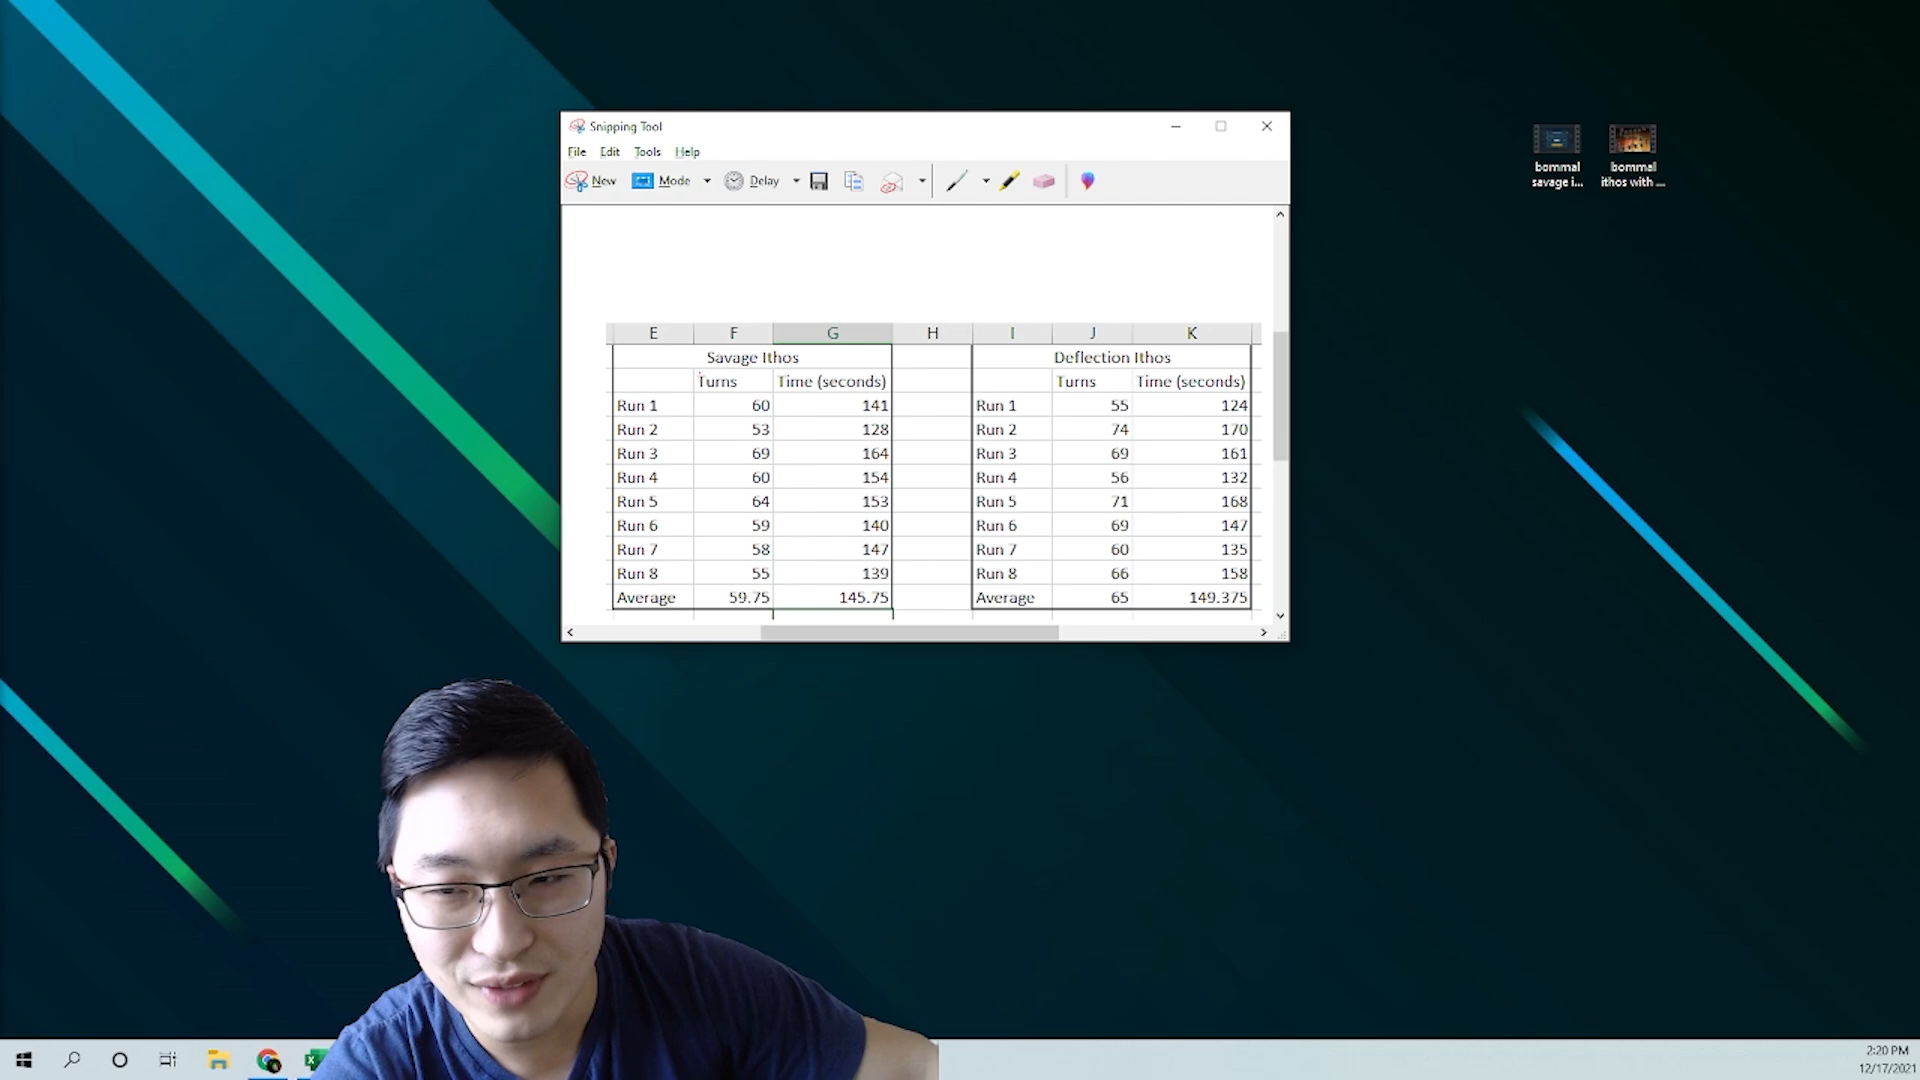 Snipping Tool
File Edit Tools Help
New Mode Delay
bommal savage i...
bommal ithos with ...
E F G H I J K
Savage Ithos Deflection Ithos
Turns Time (seconds) Turns Time (seconds)
Run 1 60 141 Run 1 55 124
Run 2 53 128 Run 2 74 170
Run 3 69 164 Run 3 69 161
Run 4 60 154 Run 4 56 132
Run 5 64 153 Run 5 71 168
Run 6 59 140 Run 6 69 147
Run 7 58 147 Run 7 60 135
Run 8 55 139 Run 8 66 158
Average 59.75 145.75 Average 65 149.375
2:20 PM
12/17/2021